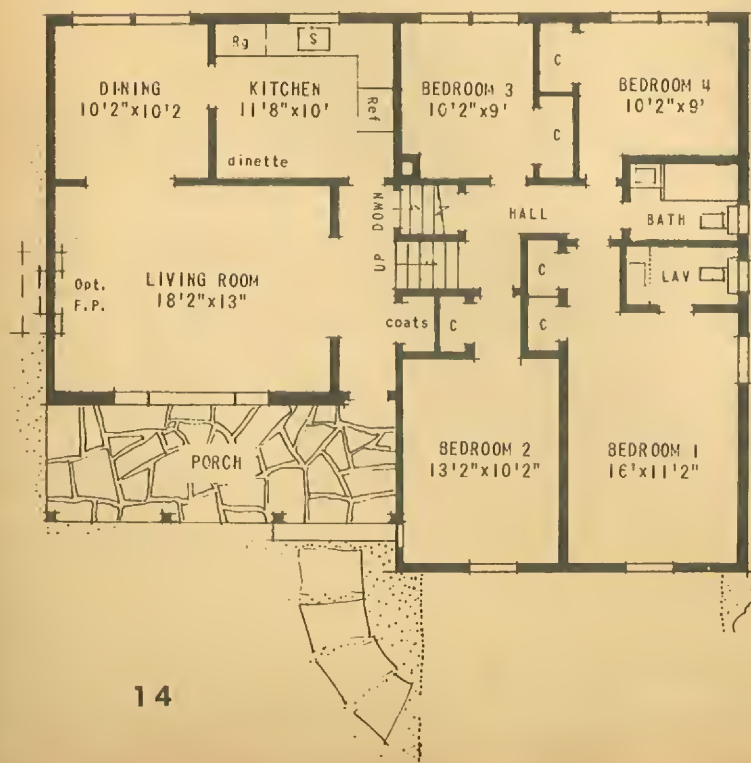 Rg
S
C
DINING
10'2"x10'2
KITCHEN
11'8"x10'
Ref
dinette
BEDROOM 3
10'2"x9'
C
BEDROOM 4
10'2"x9'
DOWN
HALL
BATH
UP
LIVING ROOM
18'2"x13"
Opt.
F.P.
C
LAV
coats
C
C
PORCH
BEDROOM 2
13'2"x10'2"
BEDROOM 1
16'x11'2"
14